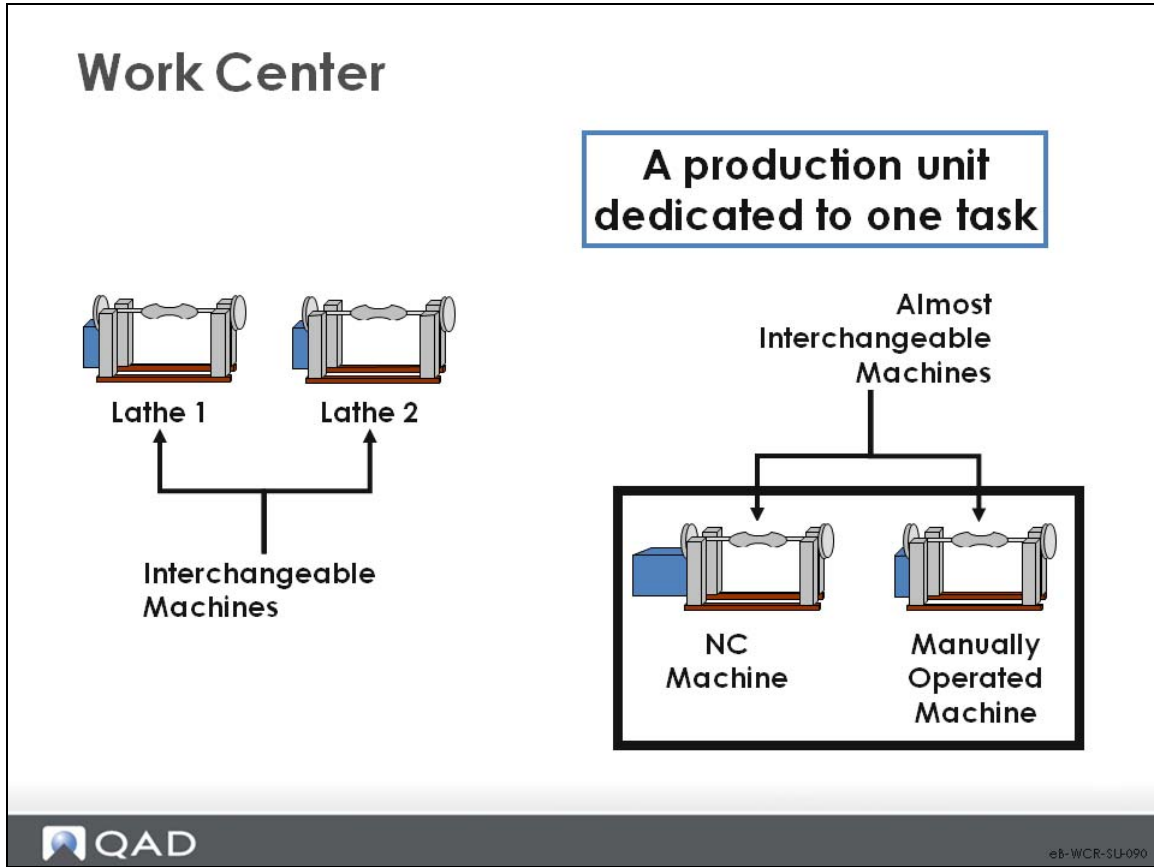 Work Center
A production unit
dedicated to one task
Lathe 1
Lathe 2
Interchangeable
Machines
Almost
Interchangeable
Machines
NC
Machine
Manually
Operated
Machine
QAD
eB-WCR-SU-090